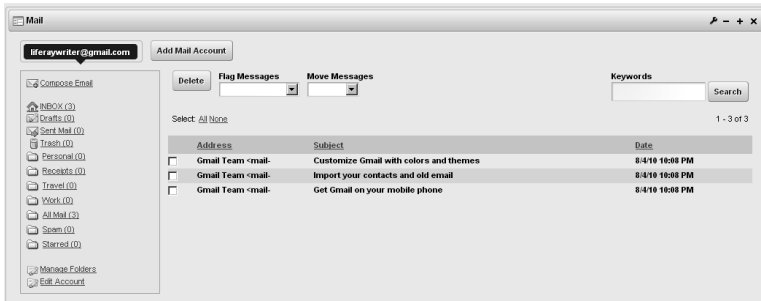 Mail
liferaywriter@gmail.com
Add Mail Account
Compose Email
INBOX (3)
Drafts (0)
Sent Mail (0)
Trash (0)
Personal (0)
Receipts (0)
Travel (0)
Work (0)
All Mail (3)
Spam (0)
Starred (0)
Manage Folders
Edit Account
Delete
Flag Messages
Move Messages
Keywords
Search
Select: All None
1 - 3 of 3
Address Subject Date
Gmail Team <mail- Customize Gmail with colors and themes 8/4/10 10:08 PM
Gmail Team <mail- Import your contacts and old email 8/4/10 10:08 PM
Gmail Team <mail- Get Gmail on your mobile phone 8/4/10 10:08 PM